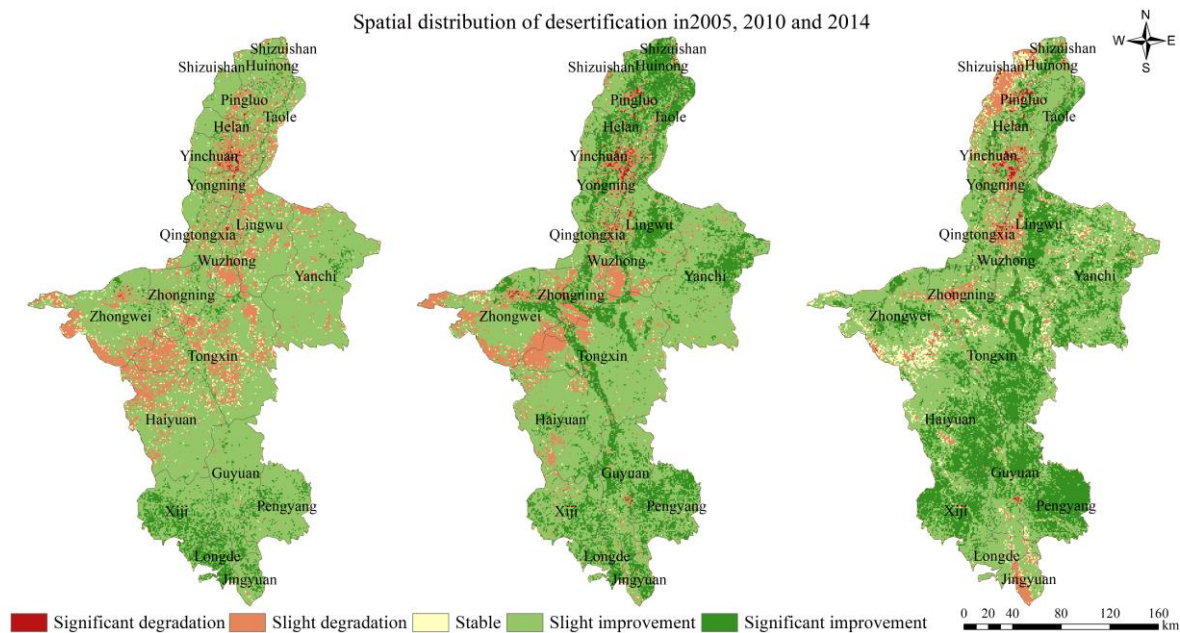 Spatial distribution of desertification in2005, 2010 and 2014
N
W E
S
Shizuishan
Shizuishan Huinong
Pingluo
Taole
Helan
Yinchuan
Yongning
Lingwu
Qingtongxia
Wuzhong
Yanchi
Zhongning
Zhongwei
Tongxin
Haiyuan
Guyuan
Xiji
Pengyang
Longde
Jingyuan
Shizuishan
Shizuishan Huinong
Pingluo
Taole
Helan
Yinchuan
Yongning
Lingwu
Qingtongxia
Wuzhong
Yanchi
Zhongning
Zhongwei
Tongxin
Haiyuan
Guyuan
Xiji
Pengyang
Longde
Jingyuan
Shizuishan
Shizuishan Huinong
Pingluo
Taole
Helan
Yinchuan
Yongning
Lingwu
Qingtongxia
Wuzhong
Yanchi
Zhongning
Zhongwei
Tongxin
Haiyuan
Guyuan
Xiji
Pengyang
Longde
Jingyuan
Significant degradation Slight degradation Stable Slight improvement Significant improvement
0 20 40 80 120 160
km